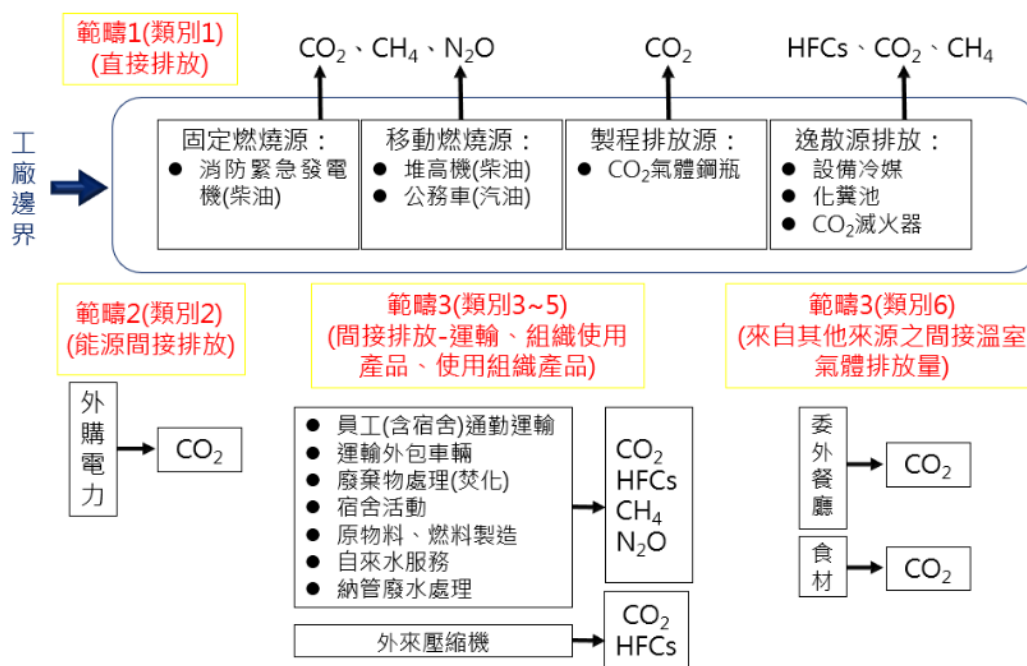 範疇1(類別1)
(直接排放)
CO₂、CH₄、N₂O
CO₂
HFCs、CO₂、CH₄
工廠邊界
固定燃燒源：
● 消防緊急發電
機(柴油)
移動燃燒源：
● 堆高機(柴油)
● 公務車(汽油)
製程排放源：
● CO₂氣體鋼瓶
逸散源排放：
● 設備冷媒
● 化糞池
● CO₂滅火器
範疇2(類別2)
(能源間接排放)
外購電力
CO₂
範疇3(類別3~5)
(間接排放-運輸、組織使用
產品、使用組織產品)
● 員工(含宿舍)通勤運輸
● 運輸外包車輛
● 廢棄物處理(焚化)
● 宿舍活動
● 原物料、燃料製造
● 自來水服務
● 納管廢水處理
CO₂
HFCs
CH₄
N₂O
外來壓縮機
CO₂
HFCs
範疇3(類別6)
(來自其他來源之間接溫室
氣體排放量)
委外餐廳
CO₂
食材
CO₂